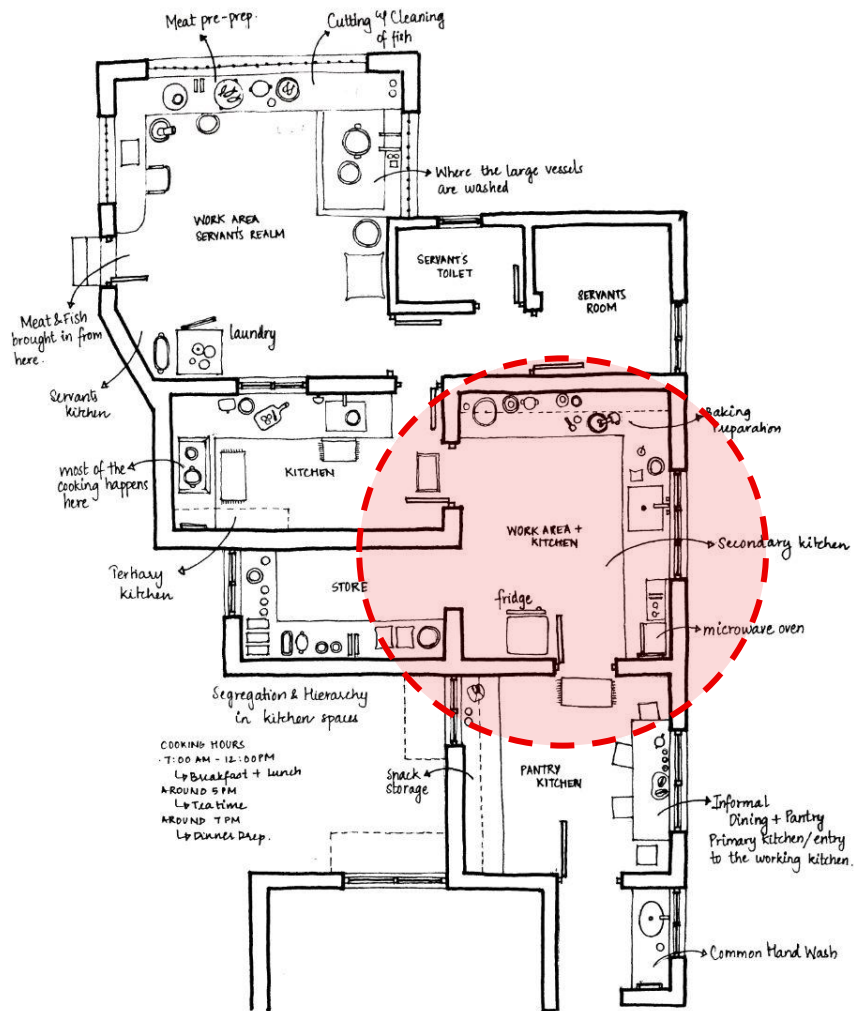 Meat pre-prep.
Cutting & Cleaning
of fish
Where the large vessels
are washed
WORK AREA
SERVANTS REALM
SERVANT'S
TOILET
SERVANTS
ROOM
Meat & Fish
brought in from
here.
laundry
Servants
kitchen
Baking
Preparation
most of the
cooking happens
here
KITCHEN
WORK AREA +
KITCHEN
Secondary kitchen
Tertiary
kitchen
STORE
fridge
microwave oven
Segregation & Hierarchy
in kitchen spaces
COOKING HOURS
· 7:00 AM - 12:00PM
↳ Breakfast + Lunch
AROUND 5 PM
↳ Teatime
AROUND 7 PM
↳ Dinner Prep.
Snack
storage
PANTRY
KITCHEN
Informal
Dining + Pantry
Primary kitchen/entry
to the working kitchen.
Common Hand Wash